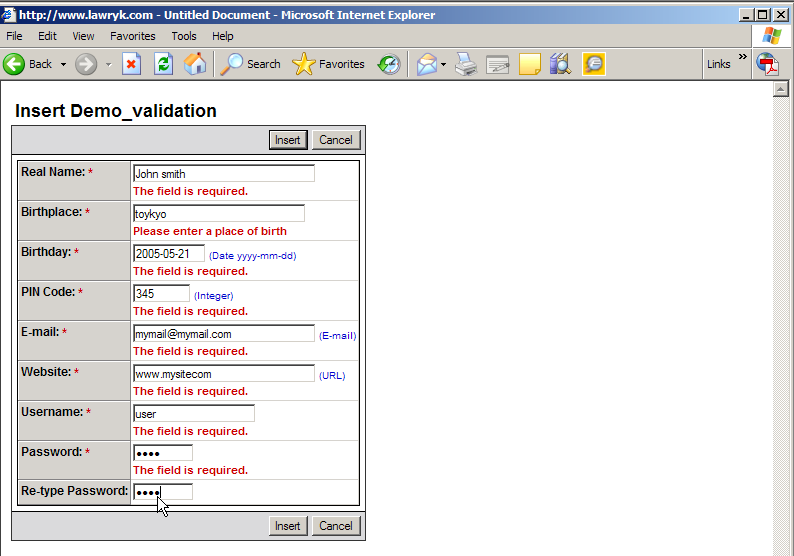 http://www.lawryk.com - Untitled Document - Microsoft Internet Explorer
File Edit View Favorites Tools Help
Back Search Favorites Links »
Insert Demo_validation
Insert Cancel
Real Name: * John smith
The field is required.
Birthplace: * toykyo
Please enter a place of birth
Birthday: * 2005-05-21 (Date yyyy-mm-dd)
The field is required.
PIN Code: * 345 (Integer)
The field is required.
E-mail: * mymail@mymail.com (E-mail)
The field is required.
Website: * www.mysitecom (URL)
The field is required.
Username: * user
The field is required.
Password: * ••••
The field is required.
Re-type Password: ••••
Insert Cancel